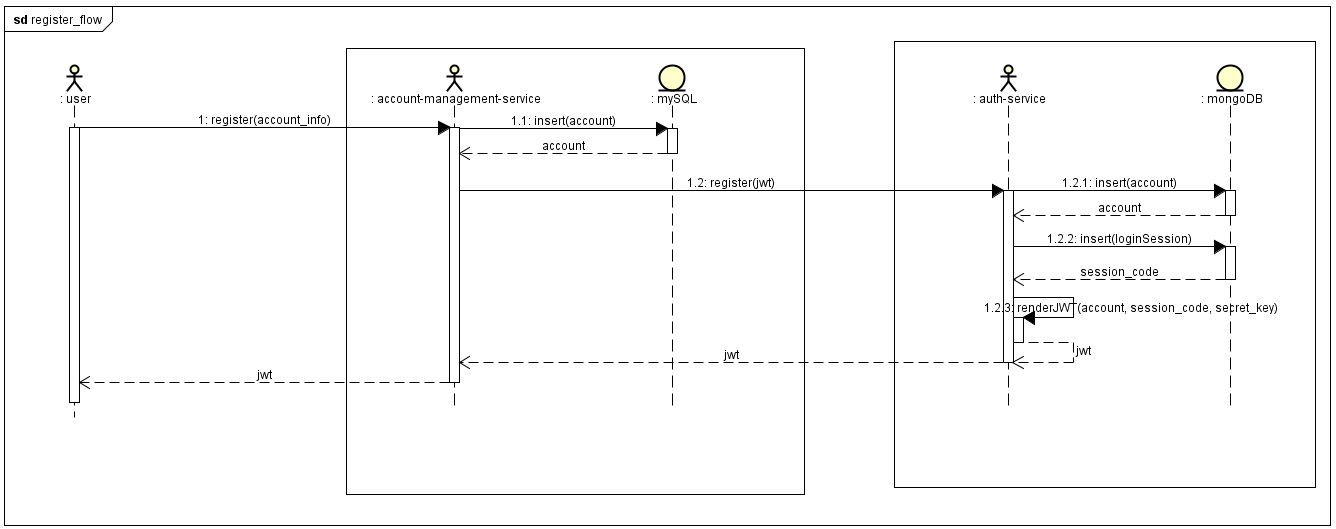 sd register_flow
: user
: account-management-service
: mySQL
: auth-service
: mongoDB
1: register(account_info)
1.1: insert(account)
account
1.2: register(jwt)
1.2.1: insert(account)
account
1.2.2: insert(loginSession)
session_code
1.2.3: renderJWT(account, session_code, secret_key)
jwt
jwt
jwt